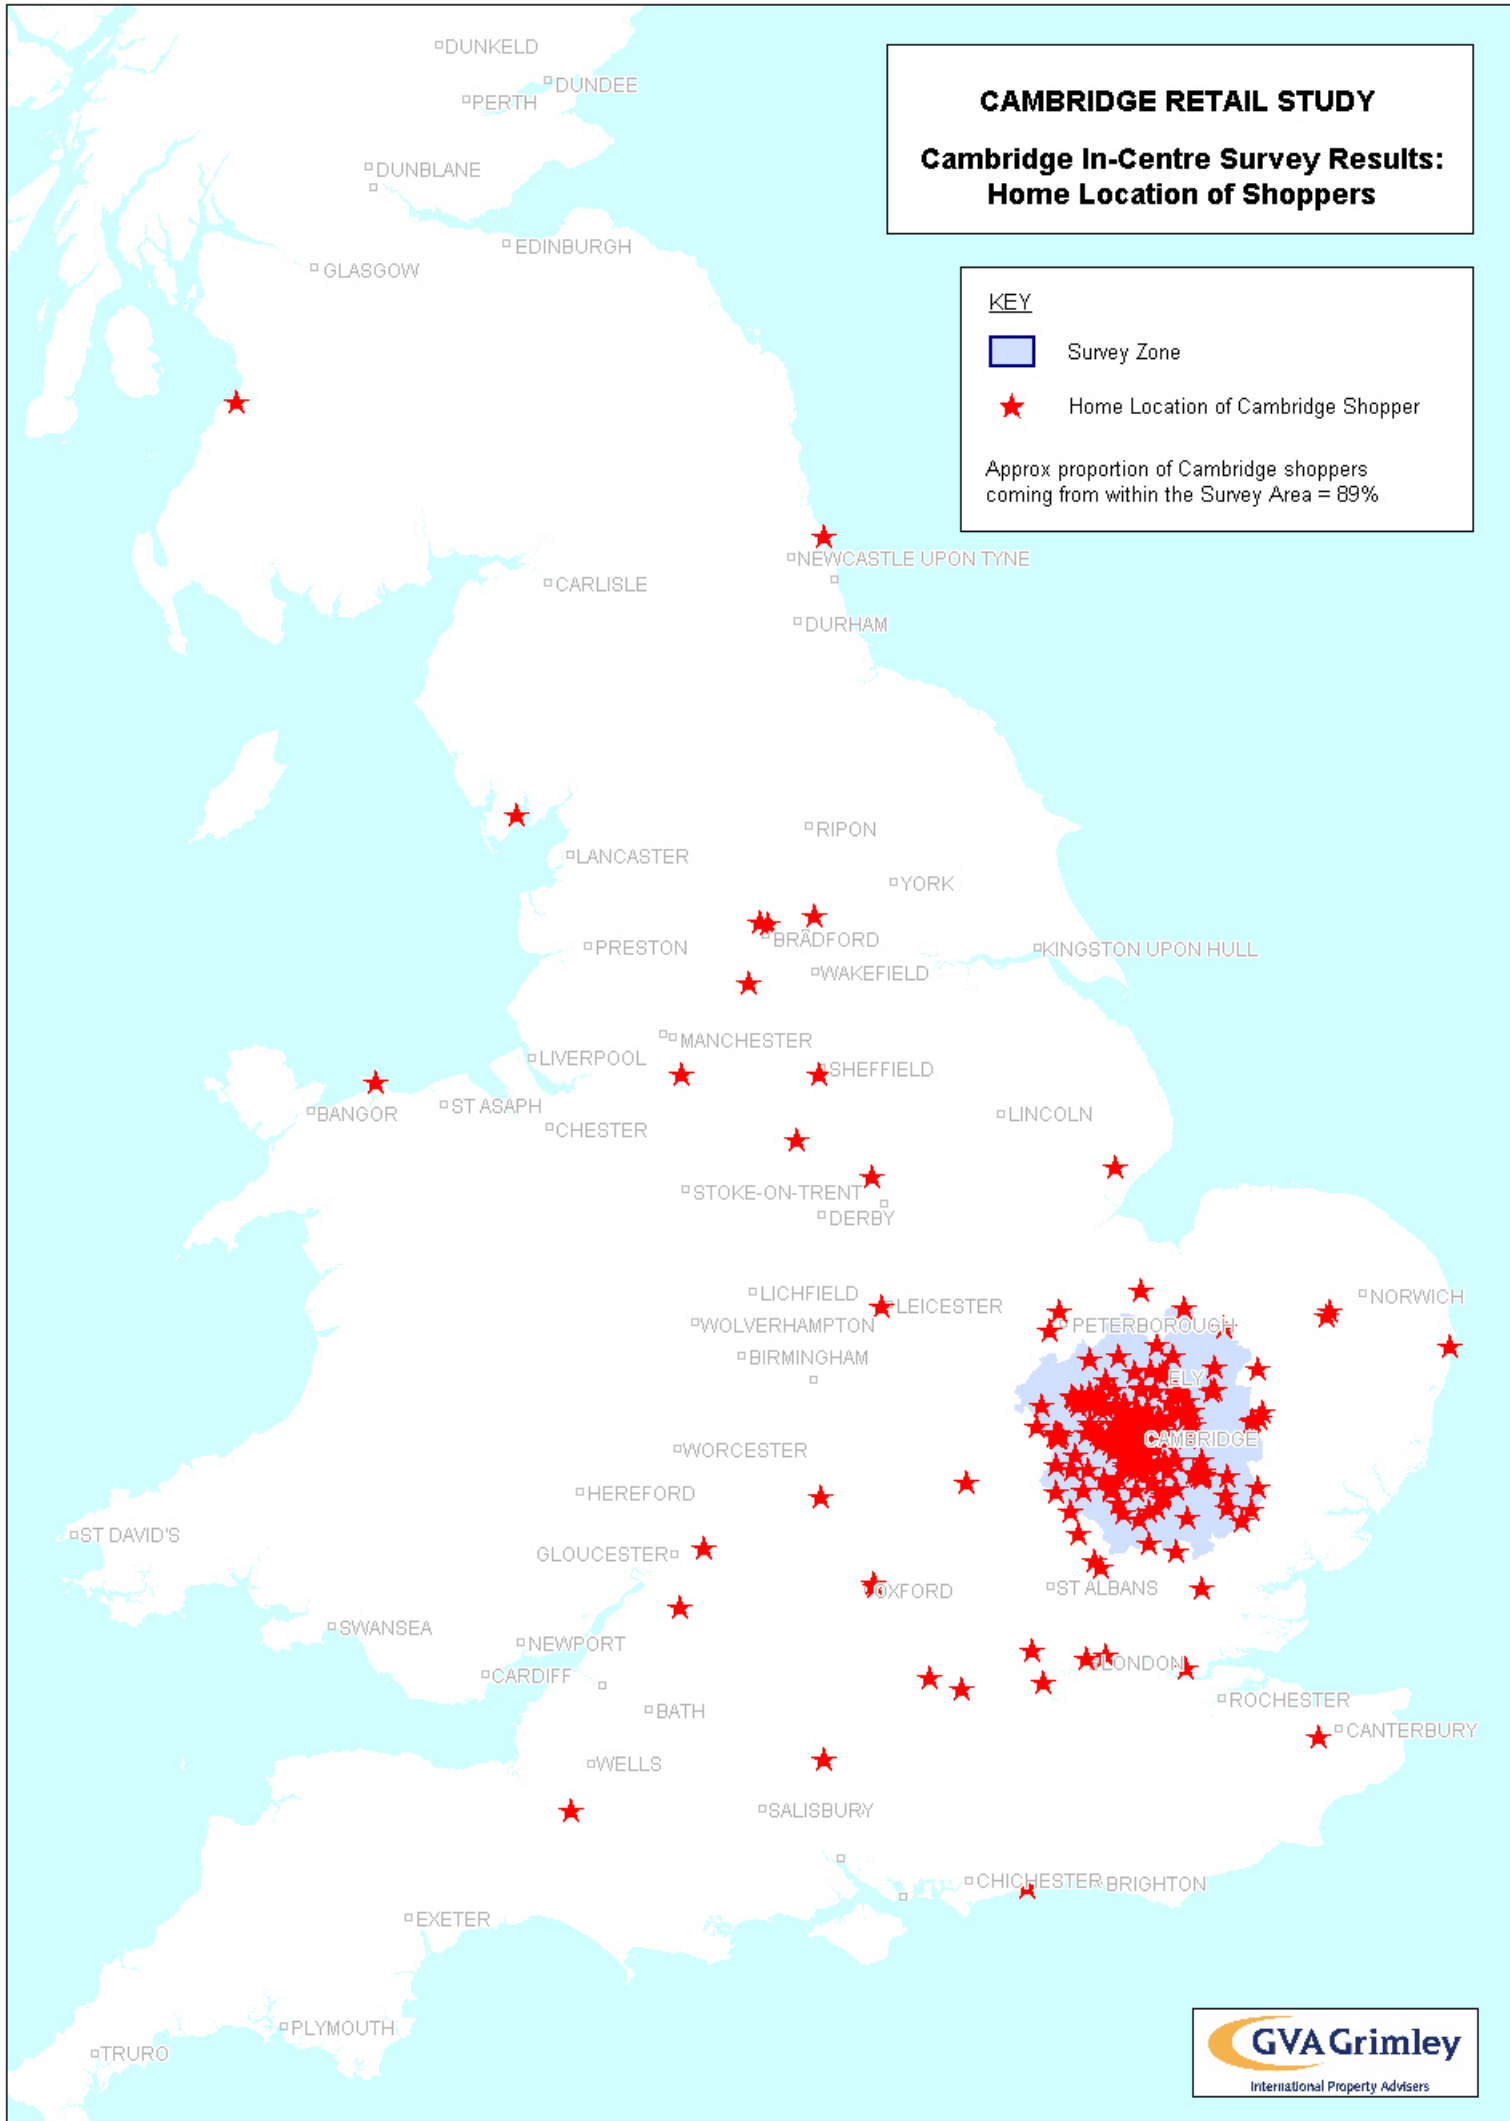 DUNKELD
DUNDEE
PERTH
DUNBLANE
EDINBURGH
GLASGOW
CAMBRIDGE RETAIL STUDY
Cambridge In-Centre Survey Results:
Home Location of Shoppers
KEY
Survey Zone
Home Location of Cambridge Shopper
Approx proportion of Cambridge shoppers
coming from within the Survey Area = 89%
NEWCASTLE UPON TYNE
CARLISLE
DURHAM
RIPON
LANCASTER
YORK
BRADFORD
PRESTON
KINGSTON UPON HULL
WAKEFIELD
MANCHESTER
LIVERPOOL
SHEFFIELD
BANGOR
ST ASAPH
LINCOLN
CHESTER
STOKE-ON-TRENT
DERBY
LICHFIELD
NORWICH
LEICESTER
WOLVERHAMPTON
PETERBOROUGH
BIRMINGHAM
ELY
CAMBRIDGE
WORCESTER
HEREFORD
ST DAVID'S
GLOUCESTER
OXFORD
ST ALBANS
SWANSEA
NEWPORT
LONDON
CARDIFF
ROCHESTER
BATH
CANTERBURY
WELLS
SALISBURY
CHICHESTER
BRIGHTON
EXETER
PLYMOUTH
TRURO
GVA Grimley
International Property Advisers